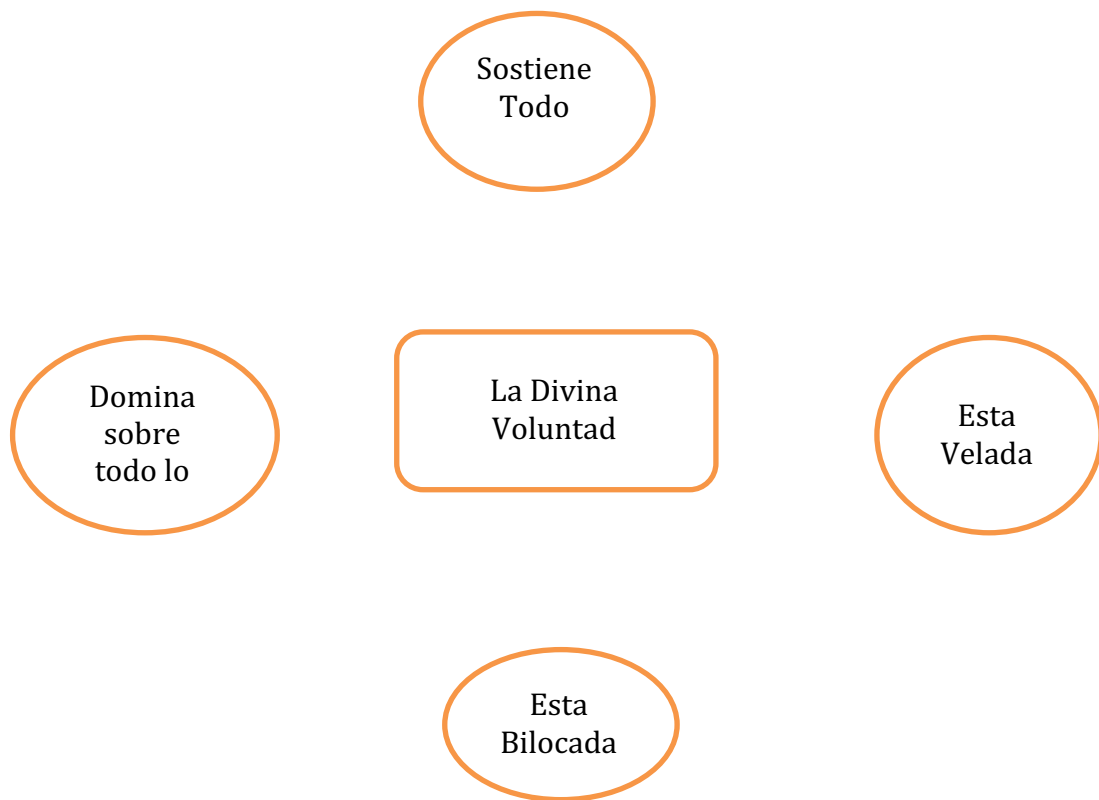 Sostiene
Todo
Domina
sobre
todo lo
La Divina
Voluntad
Esta
Velada
Esta
Bilocada